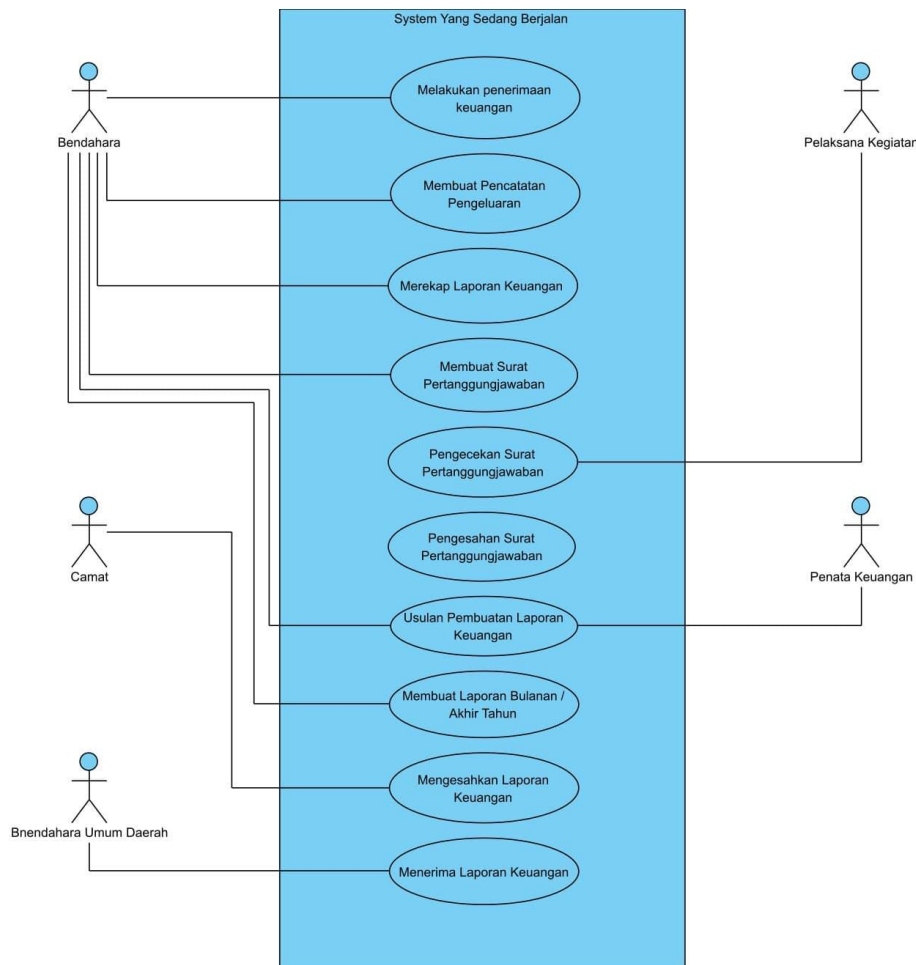 System Yang Sedang Berjalan
Bendahara
Pelaksana Kegiatan
Melakukan penerimaan
keuangan
Membuat Pencatatan
Pengeluaran
Merekap Laporan Keuangan
Membuat Surat
Pertanggungjawaban
Pengecekan Surat
Pertanggungjawaban
Pengesahan Surat
Pertanggungjawaban
Camat
Penata Keuangan
Usulan Pembuatan Laporan
Keuangan
Membuat Laporan Bulanan /
Akhir Tahun
Mengesahkan Laporan
Keuangan
Bnendahara Umum Daerah
Menerima Laporan Keuangan